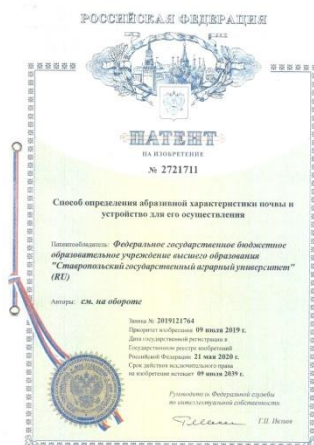 РОССИЙСКАЯ ФЕДЕРАЦИЯ
ПАТЕНТ
НА ИЗОБРЕТЕНИЕ
№ 2721711
Способ определения абразивной характеристики почвы и
устройство для его осуществления
Патентообладатель: Федеральное государственное бюджетное
образовательное учреждение высшего образования
"Ставропольский государственный аграрный университет"
(RU)
Авторы: см. на обороте
Заявка № 2019121764
Приоритет изобретения 09 июля 2019 г.
Дата государственной регистрации в
Государственном реестре изобретений
Российской Федерации 21 мая 2020 г.
Срок действия исключительного права
на изобретение истекает 09 июля 2039 г.
Руководитель Федеральной службы
по интеллектуальной собственности
Г.П. Ивлиев